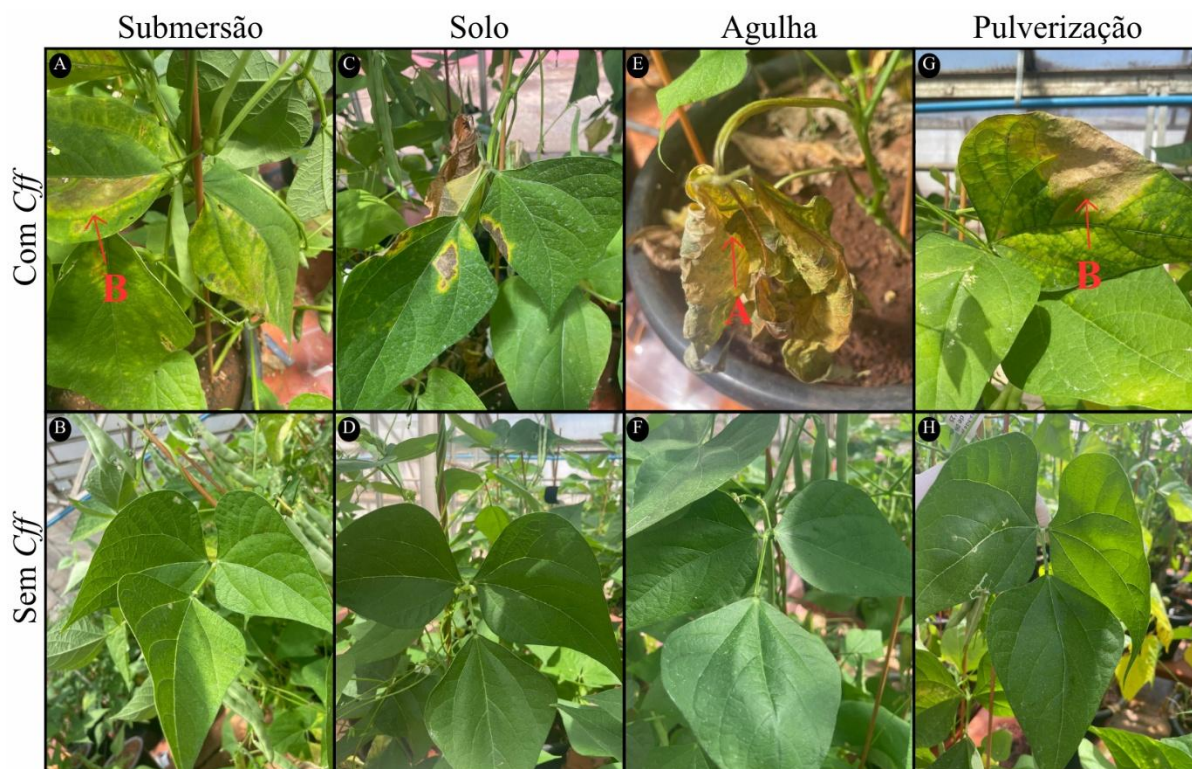 Submersão Solo Agulha Pulverização
Com Cff
A C E G
B A B
Sem Cff
B D F H